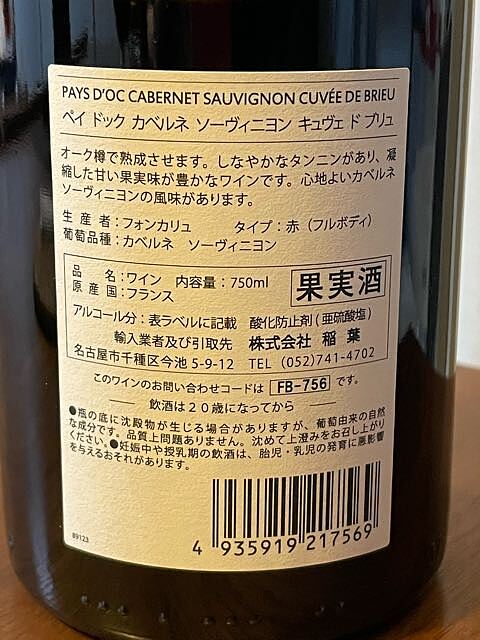 PAYS D'OC CABERNET SAUVIGNON CUVÉE DE BRIEU
ペイ ドック カベルネ ソーヴィニヨン キュヴェ ド ブリュ
オーク樽で熟成させます。しなやかなタンニンがあり、凝
縮した甘い果実味が豊かなワインです。心地よいカベルネ
ソーヴィニヨンの風味があります。
生 産 者：フォンカリュ タイプ：赤（フルボディ）
葡萄品種：カベルネ ソーヴィニヨン
品 名：ワイン 内容量：750ml
原 産 国：フランス
果実酒
アルコール分：表ラベルに記載 酸化防止剤（亜硫酸塩）
輸入業者及び引取先 株式会社 稲 葉
名古屋市千種区今池 5-9-12 TEL (052)741-4702
このワインのお問い合わせコードは FB-756 です。
飲酒は２０歳になってから
●瓶の底に沈殿物が生じる場合がありますが、葡萄由来の自然
な成分です。品質上問題ありません。沈めて上澄みをお召し上がり
ください。●妊娠中や授乳期の飲酒は、胎児・乳児の発育に悪影響
を与えるおそれがあります。
89123
4 935919 217569